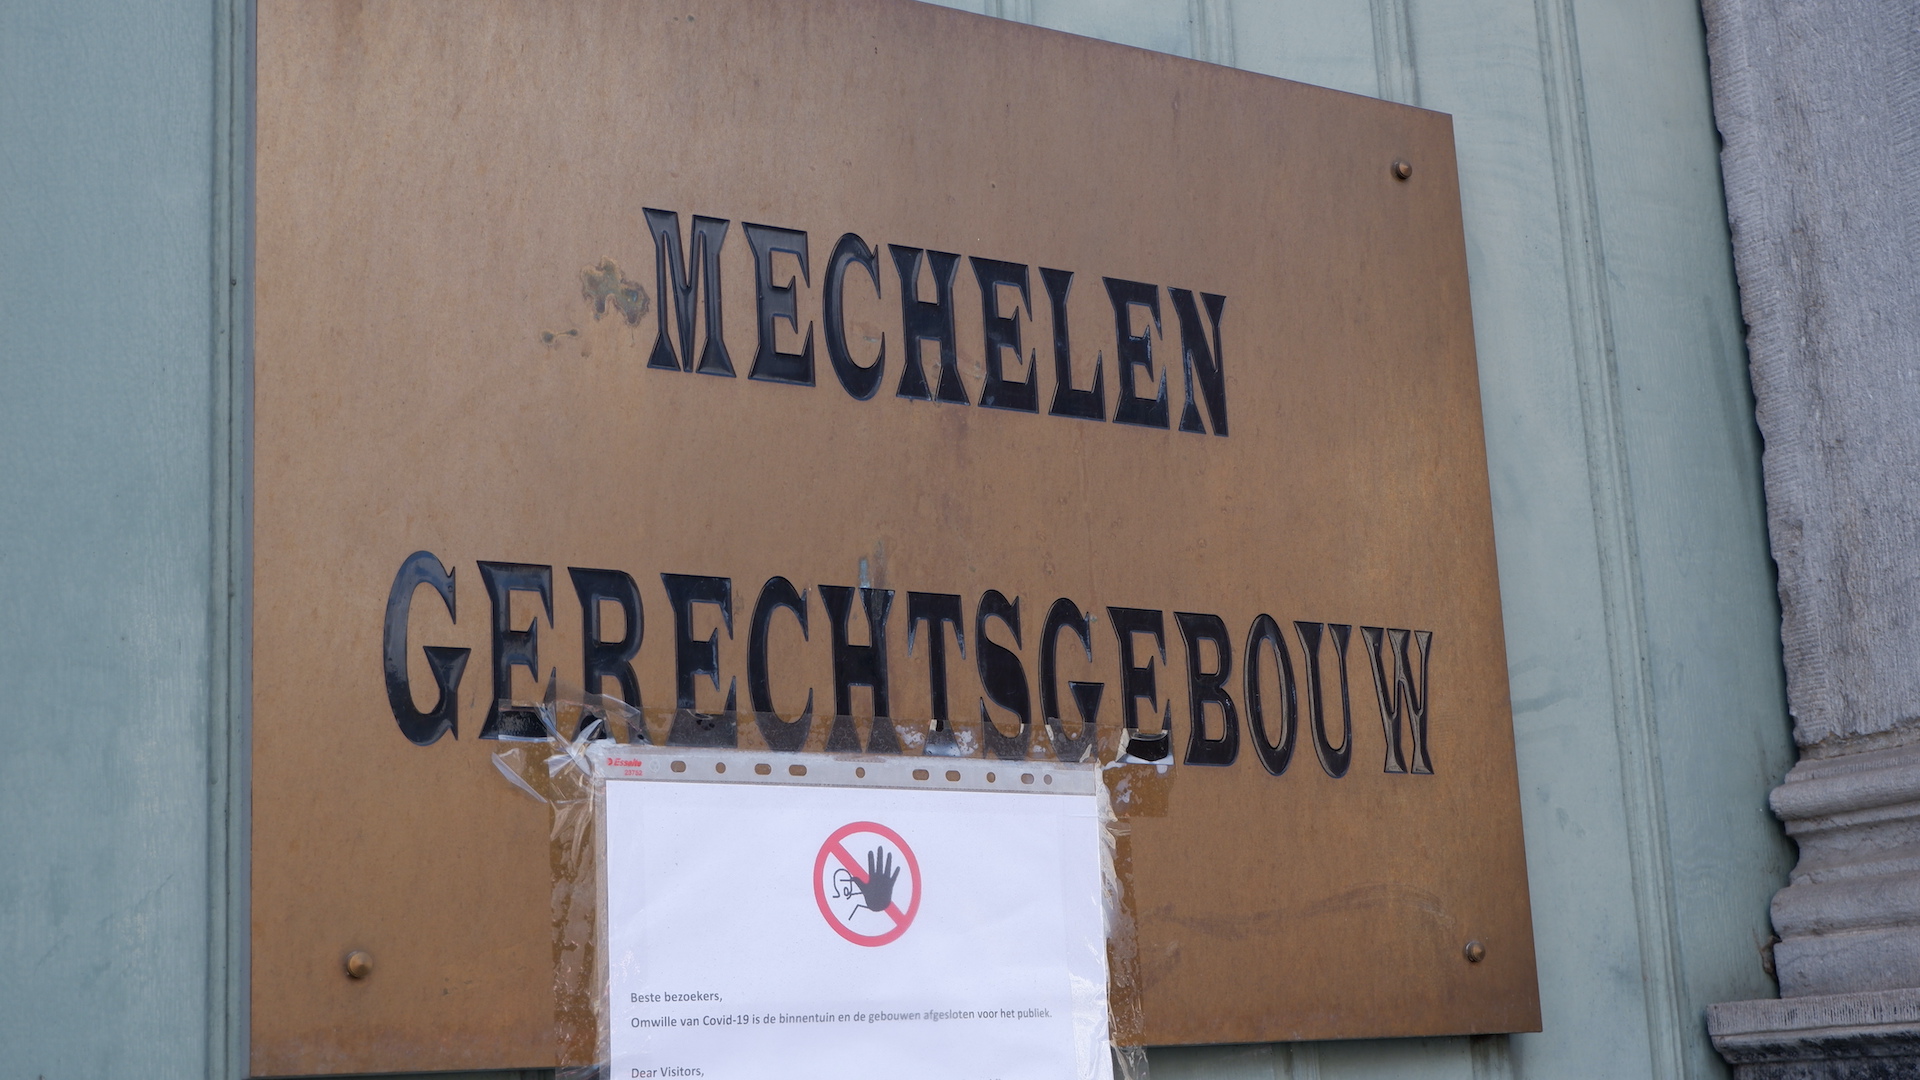 MECHELEN
GERECHTSGEBOUW
Esselte
Beste bezoekers,
Omwille van Covid-19 is de binnentuin en de gebouwen afgesloten voor het publiek.
Dear Visitors,